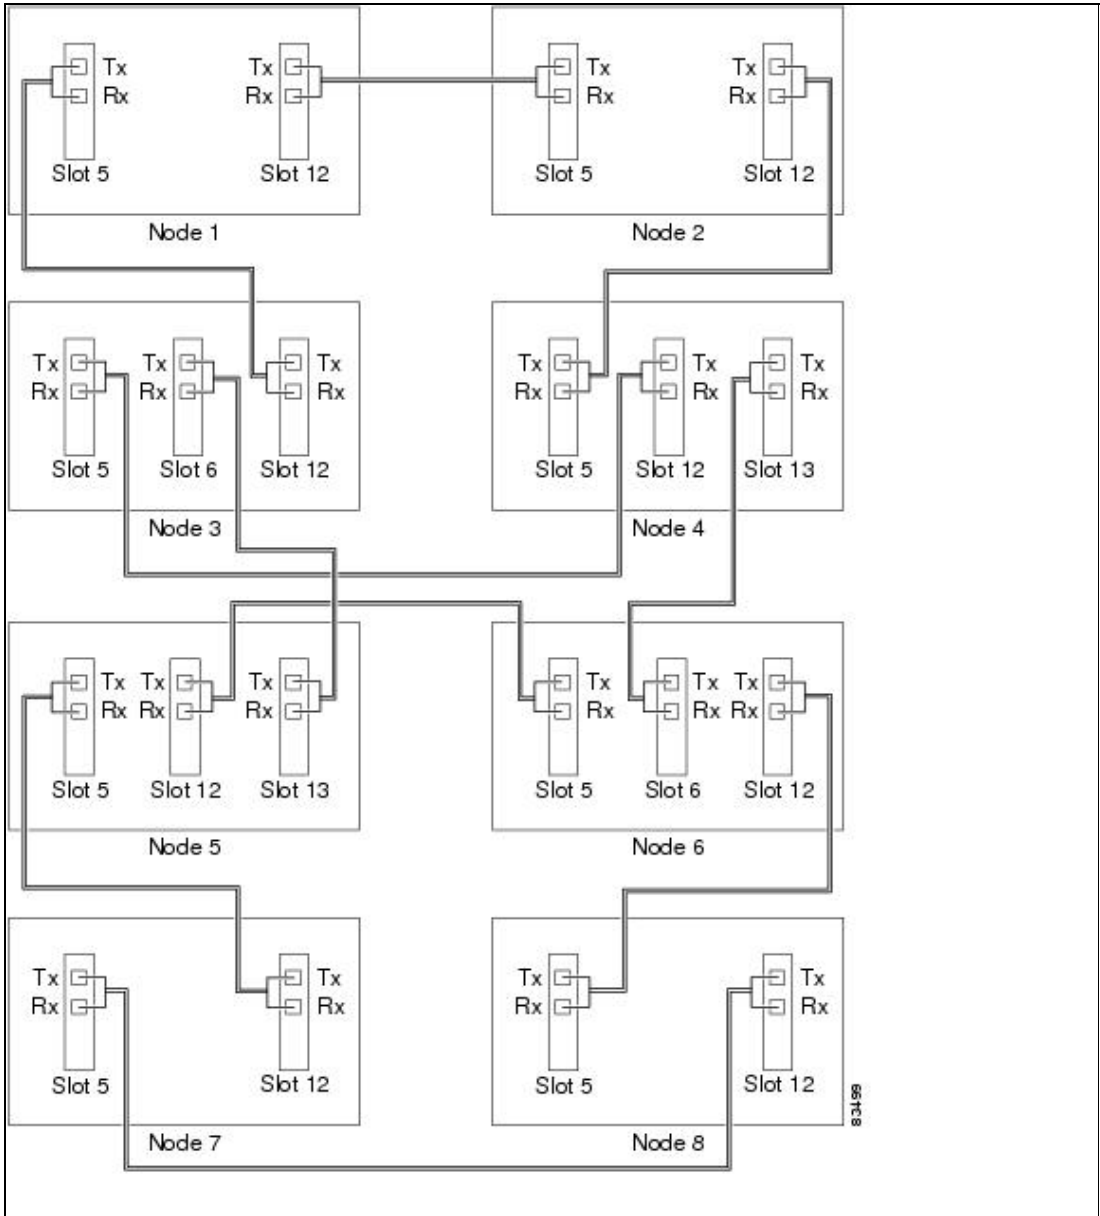 Tx Tx Tx Tx
Rx Rx Rx Rx
Slot 5 Slot 12 Slot 5 Slot 12
Node 1 Node 2
Tx Tx Tx Tx Tx Tx
Rx Rx Rx Rx Rx Rx
Slot 5 Slot 6 Slot 12 Slot 5 Slot 12 Slot 13
Node 3 Node 4
Tx Tx Tx Tx Tx Tx
Rx Rx Rx Rx Rx Rx
Slot 5 Slot 12 Slot 13 Slot 5 Slot 6 Slot 12
Node 5 Node 6
Tx Tx Tx Tx
Rx Rx Rx Rx
Slot 5 Slot 12 Slot 5 Slot 12
83499
Node 7 Node 8